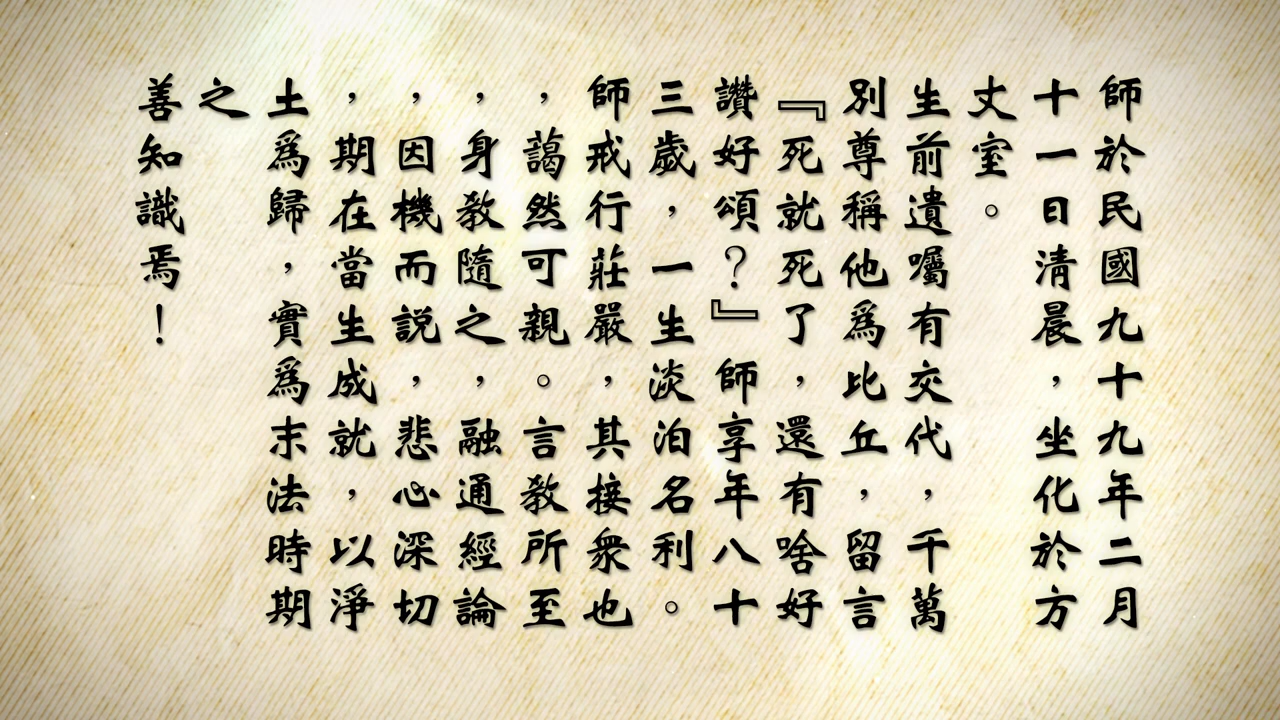 師於民國九十九年二月
十一日清晨，坐化於方
丈室。
生前遺囑有交代，千萬
別尊稱他爲比丘，留言
『死就死了，還有啥好
讚好頌？』師享年八十
三歲，一生淡泊名利。
師戒行莊嚴，其接衆也
，藹然可親。言教所至
，身教隨之，融通經論
，因機而説，悲心深切
，期在當生成就，以淨
土爲歸，實爲末法時期
之
善知識焉！